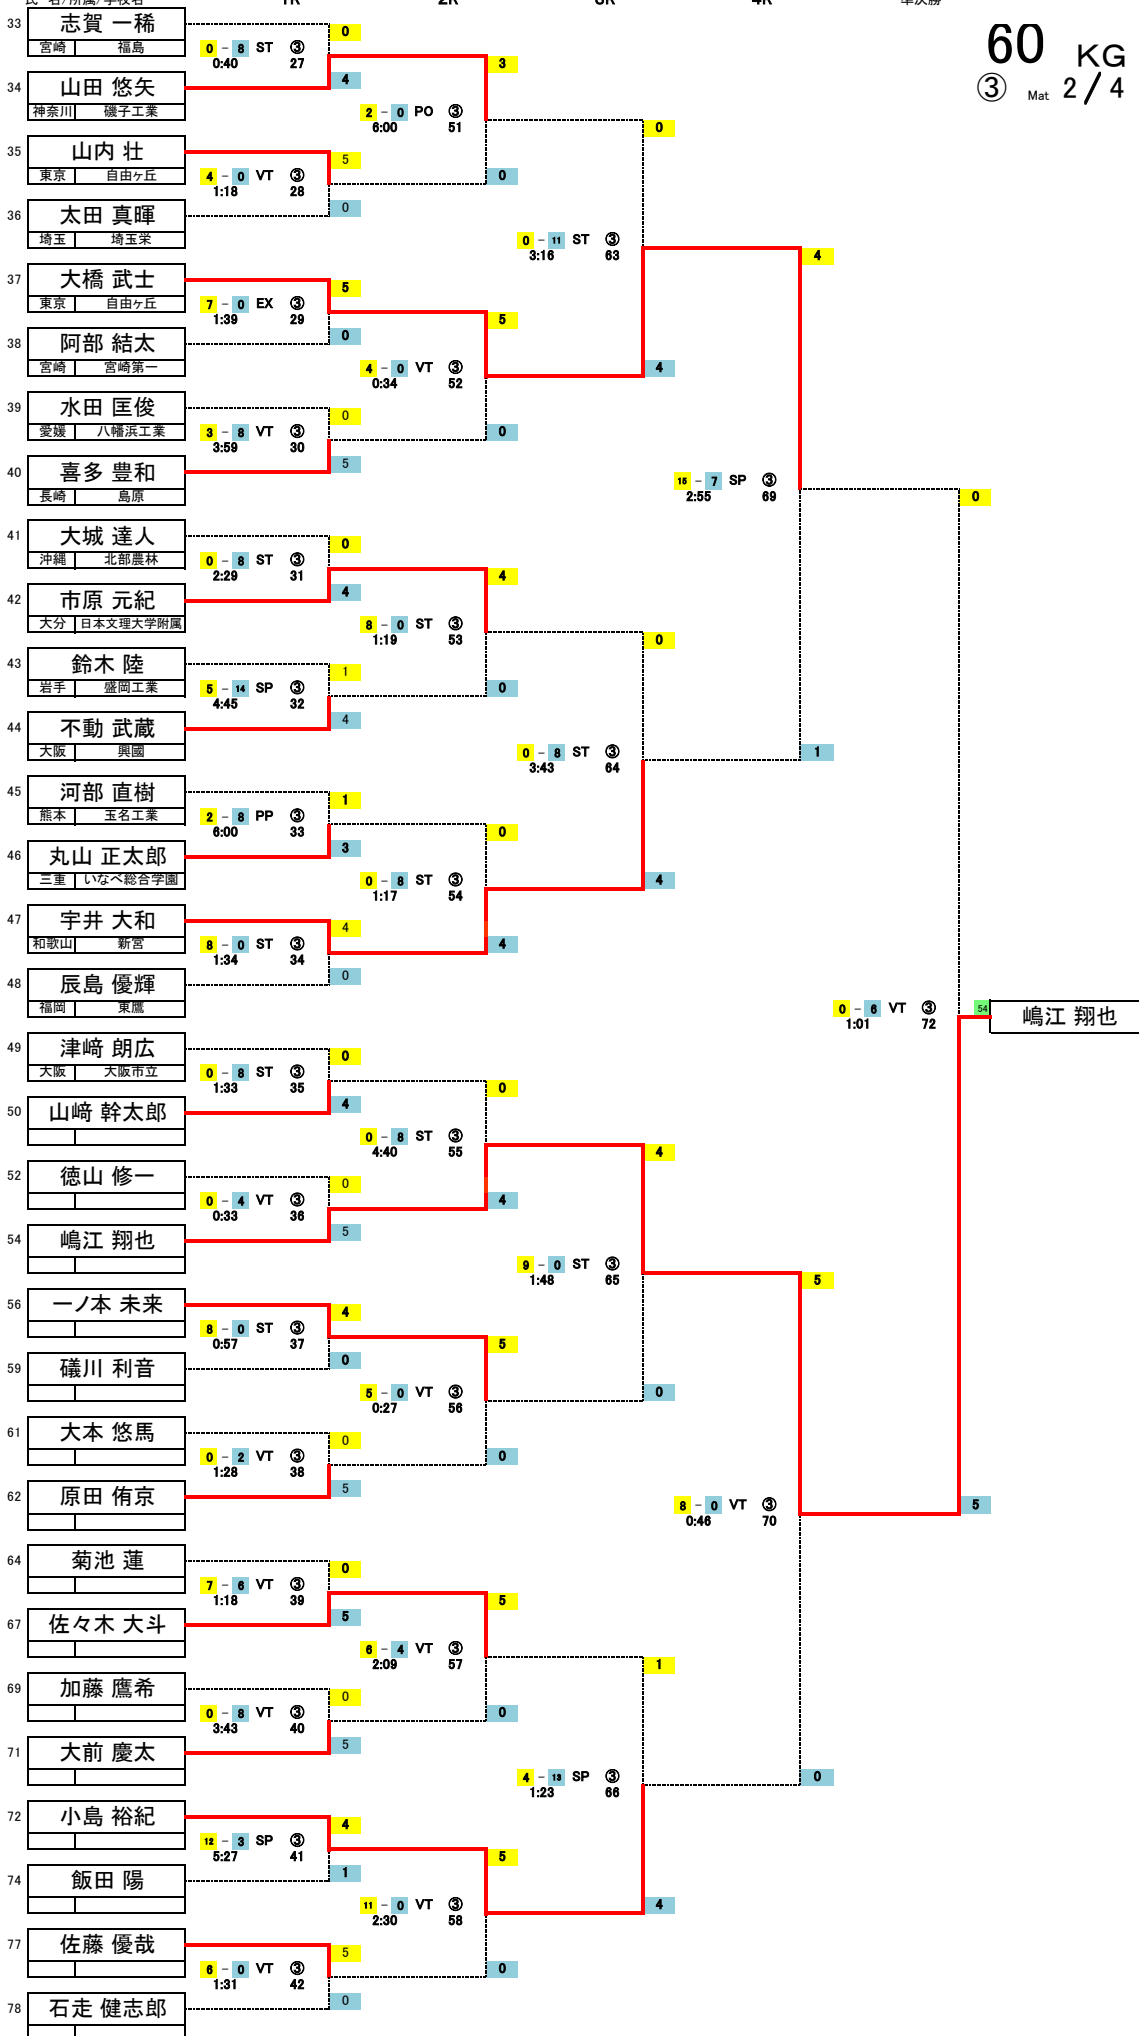 氏 名/所属/学校名 1R 2R 3R 4R 準決勝
60 KG
③ Mat 2/4
33 志賀 一稀
宮崎 福島
0 - 8 ST ③
0:40 27
0
4
34 山田 悠矢
神奈川 磯子工業
2 - 0 PO ③
6:00 51
3
0
35 山内 壮
東京 自由ヶ丘
4 - 0 VT ③
1:18 28
5
0
36 太田 真暉
埼玉 埼玉栄
0 - 11 ST ③
3:16 63
0
4
37 大橋 武士
東京 自由ヶ丘
7 - 0 EX ③
1:39 29
5
0
38 阿部 結太
宮崎 宮崎第一
4 - 0 VT ③
0:34 52
5
0
39 水田 匡俊
愛媛 八幡浜工業
3 - 8 VT ③
3:59 30
0
5
40 喜多 豊和
長崎 島原
15 - 7 SP ③
2:55 69
4
1
41 大城 達人
沖縄 北部農林
0 - 8 ST ③
2:29 31
0
4
42 市原 元紀
大分 日本文理大学附属
8 - 0 ST ③
1:19 53
4
0
43 鈴木 陸
岩手 盛岡工業
5 - 14 SP ③
4:45 32
1
4
44 不動 武蔵
大阪 興國
0 - 8 ST ③
3:43 64
0
4
45 河部 直樹
熊本 玉名工業
2 - 8 PP ③
6:00 33
1
3
46 丸山 正太郎
三重 いなべ総合学園
0 - 8 ST ③
1:17 54
0
4
47 宇井 大和
和歌山 新宮
8 - 0 ST ③
1:34 34
4
0
48 辰島 優輝
福岡 東鷹
0 - 6 VT ③
1:01 72
0
5
54 嶋江 翔也
49 津﨑 朗広
大阪 大阪市立
0 - 8 ST ③
1:33 35
0
4
50 山﨑 幹太郎
0 - 8 ST ③
4:40 55
0
4
52 徳山 修一
0 - 4 VT ③
0:33 36
0
5
54 嶋江 翔也
9 - 0 ST ③
1:48 65
4
0
56 一ノ本 未来
8 - 0 ST ③
0:57 37
4
0
59 礒川 利音
5 - 0 VT ③
0:27 56
5
0
61 大本 悠馬
0 - 2 VT ③
1:28 38
0
5
62 原田 侑京
8 - 0 VT ③
0:46 70
5
0
64 菊池 蓮
7 - 6 VT ③
1:18 39
0
5
67 佐々木 大斗
6 - 4 VT ③
2:09 57
5
0
69 加藤 鷹希
0 - 8 VT ③
3:43 40
0
5
71 大前 慶太
4 - 13 SP ③
1:23 66
1
4
72 小島 裕紀
12 - 3 SP ③
5:27 41
4
1
74 飯田 陽
11 - 0 VT ③
2:30 58
5
0
77 佐藤 優哉
6 - 0 VT ③
1:31 42
5
0
78 石走 健志郎